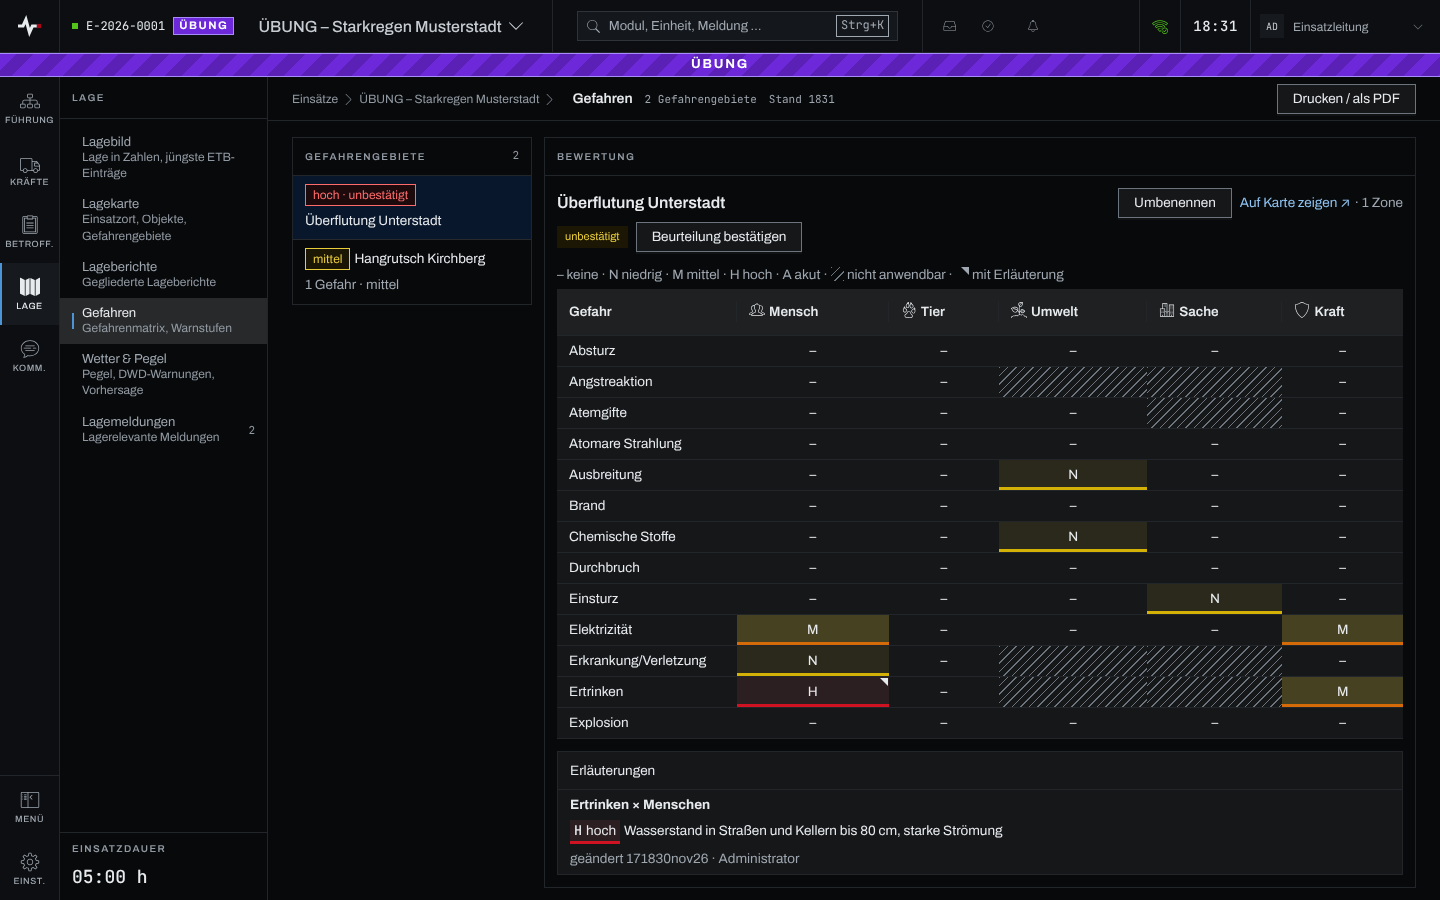 E-2026-0001 ÜBUNG ÜBUNG – Starkregen Musterstadt Modul, Einheit, Meldung ... Strg+K 18:31 AD Einsatzleitung
ÜBUNG
FÜHRUNG
KRÄFTE
BETROFF.
LAGE
KOMM.
MENÜ
EINST.
LAGE
Lagebild
Lage in Zahlen, jüngste ETB-
Einträge
Lagekarte
Einsatzort, Objekte,
Gefahrengebiete
Lageberichte
Gegliederte Lageberichte
Gefahren
Gefahrenmatrix, Warnstufen
Wetter & Pegel
Pegel, DWD-Warnungen,
Vorhersage
Lagemeldungen
Lagerelevante Meldungen 2
EINSATZDAUER
05:00 h
Einsätze ÜBUNG – Starkregen Musterstadt Gefahren 2 Gefahrengebiete Stand 1831 Drucken / als PDF
GEFAHRENGEBIETE 2
hoch · unbestätigt
Überflutung Unterstadt
mittel Hangrutsch Kirchberg
1 Gefahr · mittel
BEWERTUNG
Überflutung Unterstadt Umbenennen Auf Karte zeigen ↗ · 1 Zone
unbestätigt Beurteilung bestätigen
– keine · N niedrig · M mittel · H hoch · A akut · nicht anwendbar · mit Erläuterung
Gefahr Mensch Tier Umwelt Sache Kraft
Absturz – – – – –
Angstreaktion – – –
Atemgifte – – – –
Atomare Strahlung – – – – –
Ausbreitung – – N – –
Brand – – – – –
Chemische Stoffe – – N – –
Durchbruch – – – – –
Einsturz – – – N –
Elektrizität M – – – M
Erkrankung/Verletzung N – –
Ertrinken H – M
Explosion – – – – –
Erläuterungen
Ertrinken × Menschen
H hoch Wasserstand in Straßen und Kellern bis 80 cm, starke Strömung
geändert 171830nov26 · Administrator